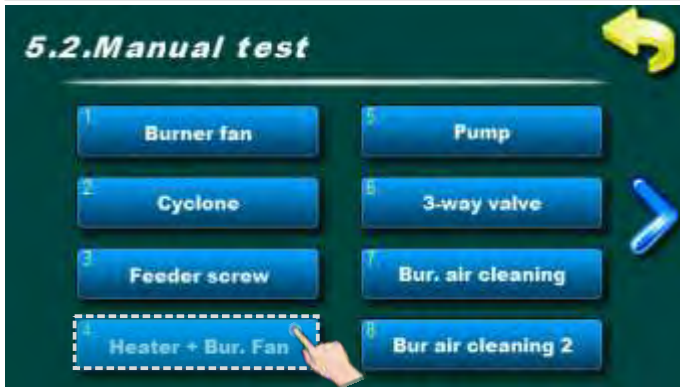 5.2.Manual test
1
Burner fan
2
Cyclone
3
Feeder screw
4
Heater + Bur. Fan
5
Pump
6
3-way valve
7
Bur. air cleaning
8
Bur air cleaning 2